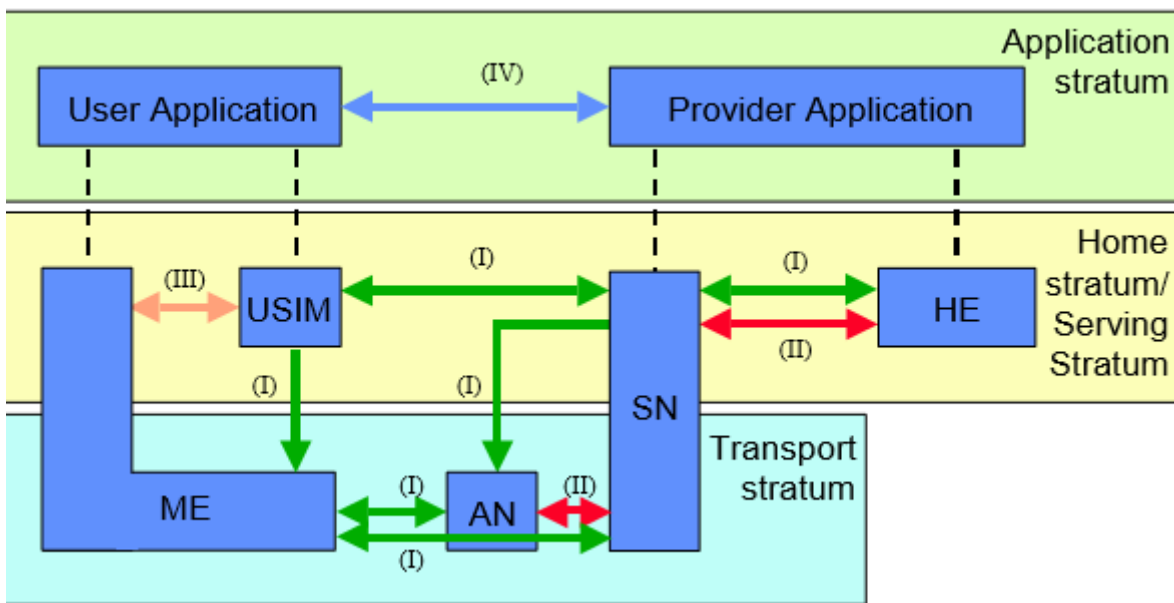 Application
stratum
(IV)
User Application
Provider Application
Home
stratum/
Serving
Stratum
(III)
(I)
(I)
USIM
HE
(II)
(I)
(I)
SN
Transport
stratum
(I)
(II)
ME
AN
(I)